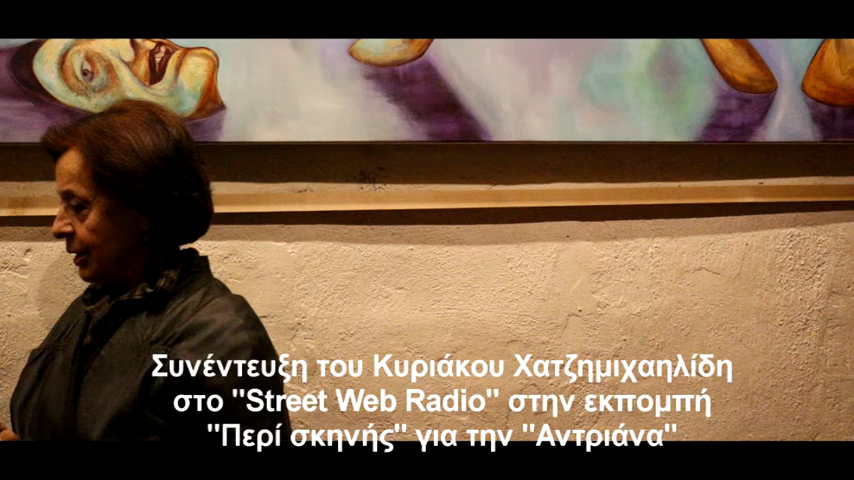 Συνέντευξη του Κυριάκου Χατζημιχαηλίδη
στο "Street Web Radio" στην εκπομπή
"Περί σκηνής" για την "Αντριάνα"